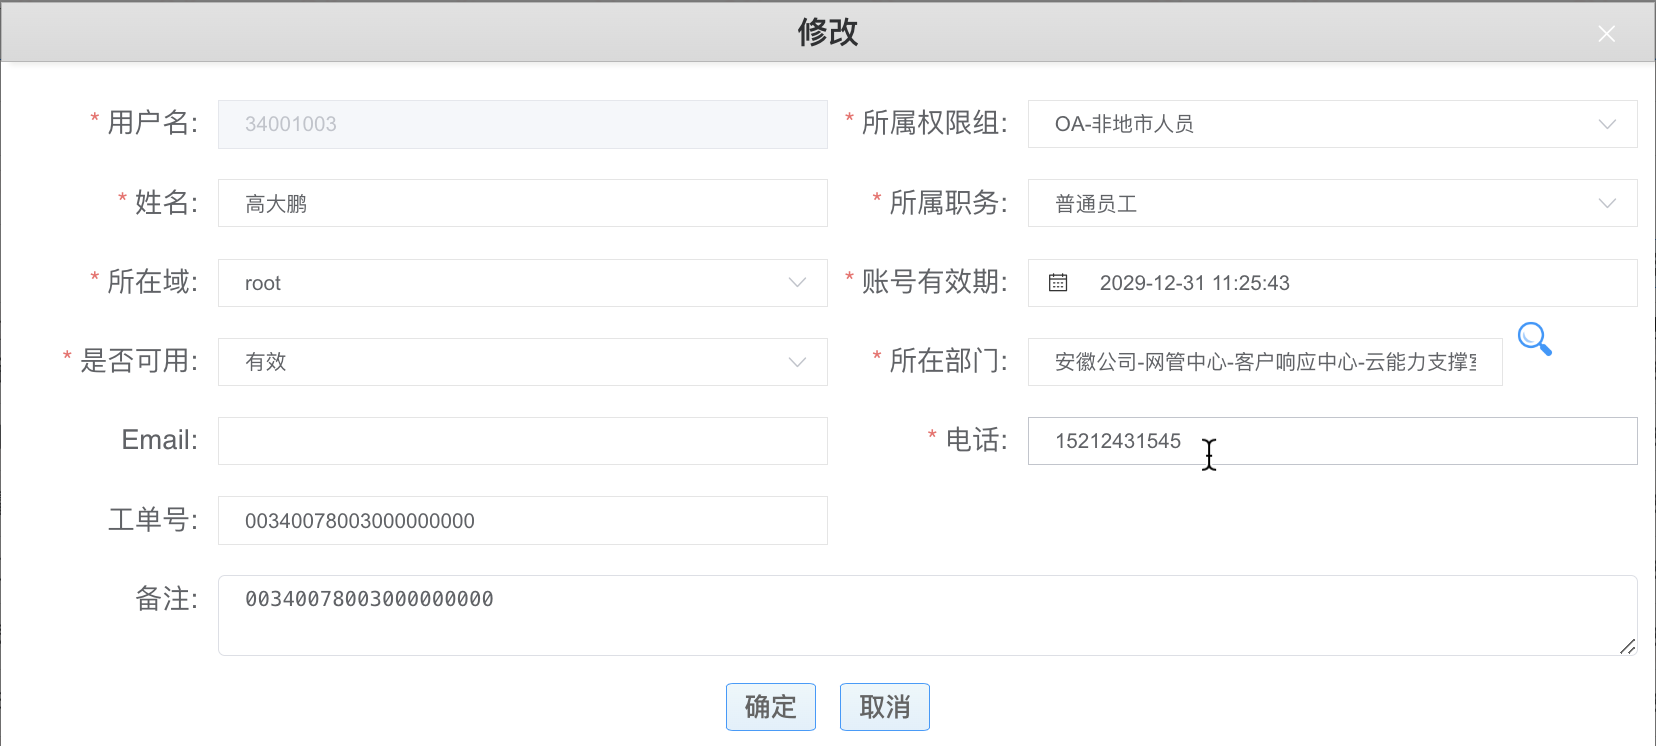 修改
* 用户名: 34001003 * 所属权限组: OA-非地市人员
* 姓名: 高大鹏 * 所属职务: 普通员工
* 所在域: root * 账号有效期: 2029-12-31 11:25:43
* 是否可用: 有效 * 所在部门: 安徽公司-网管中心-客户响应中心-云能力支撑
Email: * 电话: 15212431545
工单号: 00340078003000000000
备注: 00340078003000000000
确定 取消